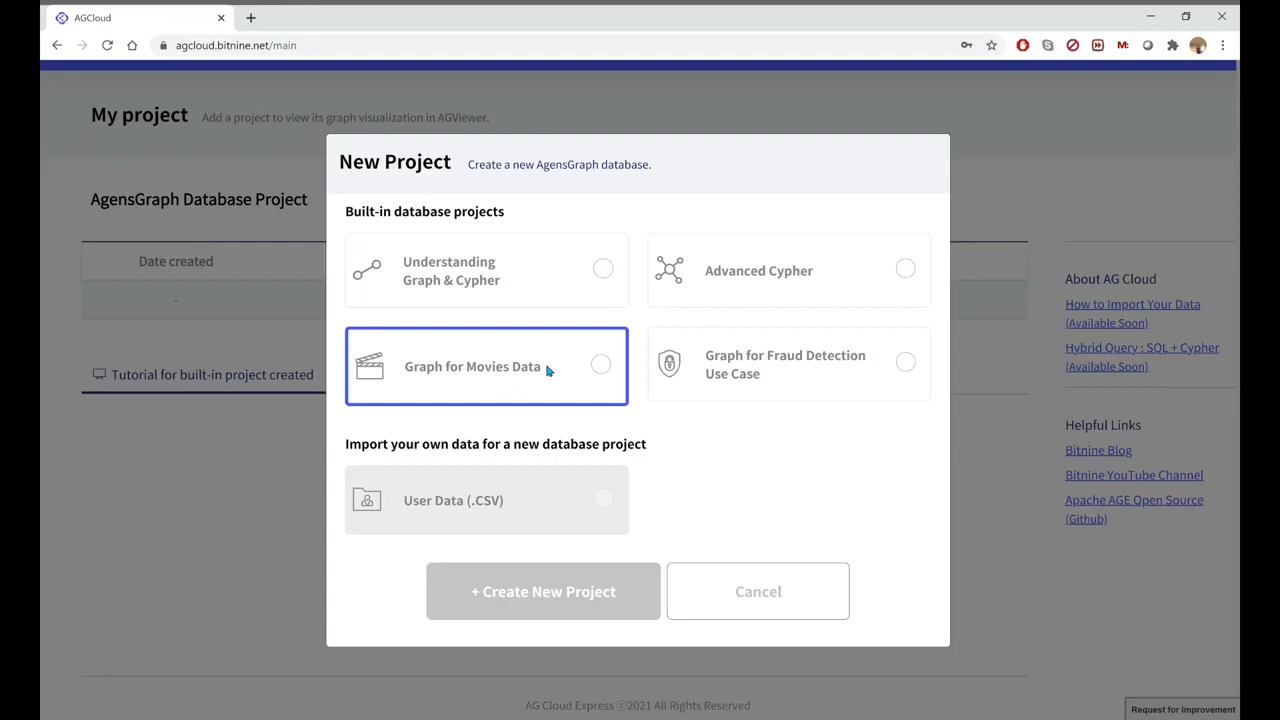 AGCloud
agcloud.bitnine.net/main
My project Add a project to view its graph visualization in AGViewer.
New Project Create a new AgensGraph database.
Built-in database projects
AgensGraph Database Project
Understanding
Graph & Cypher
Advanced Cypher
Date created
-
About AG Cloud
How to Import Your Data
(Available Soon)
Hybrid Query : SQL + Cypher
(Available Soon)
Graph for Movies Data
Graph for Fraud Detection
Use Case
Tutorial for built-in project created
Import your own data for a new database project
User Data (.CSV)
Helpful Links
Bitnine Blog
Bitnine YouTube Channel
Apache AGE Open Source
(Github)
+ Create New Project
Cancel
AG Cloud Express ⓒ2021 All Rights Reserved
Request for Improvement